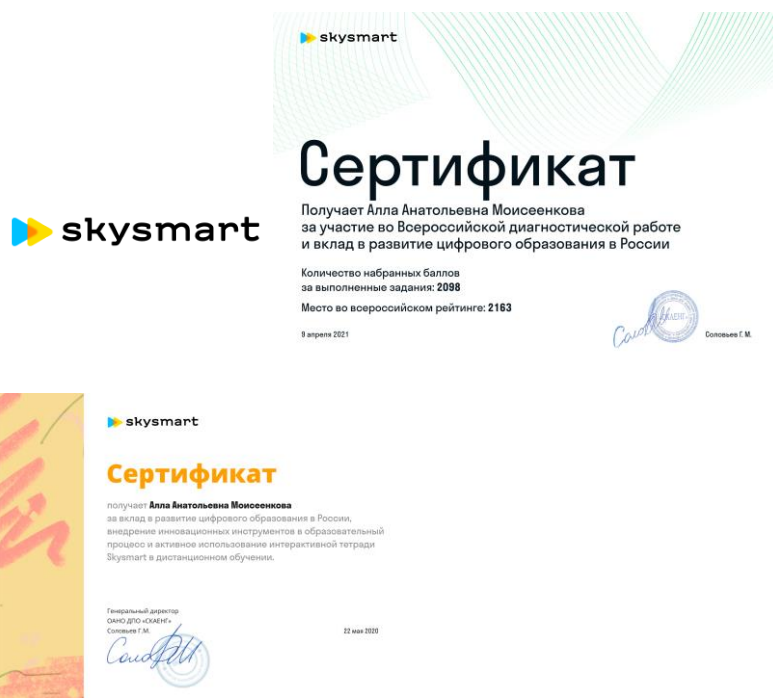 skysmart
skysmart
Сертификат
Получает Алла Анатольевна Моисеенкова
за участие во Всероссийской диагностической работе
и вклад в развитие цифрового образования в России
Количество набранных баллов
за выполненные задания: 2098
Место во всероссийском рейтинге: 2163
9 апреля 2021
«СКАЕНГ»
Соловьев Г. М.
skysmart
Сертификат
получает Алла Анатольевна Моисеенкова
за вклад в развитие цифрового образования в России,
внедрение инновационных инструментов в образовательный
процесс и активное использование интерактивной тетради
Skysmart в дистанционном обучении.
Генеральный директор
ОАНО ДПО «СКАЕНГ»
Соловьев Г.М.
22 мая 2020